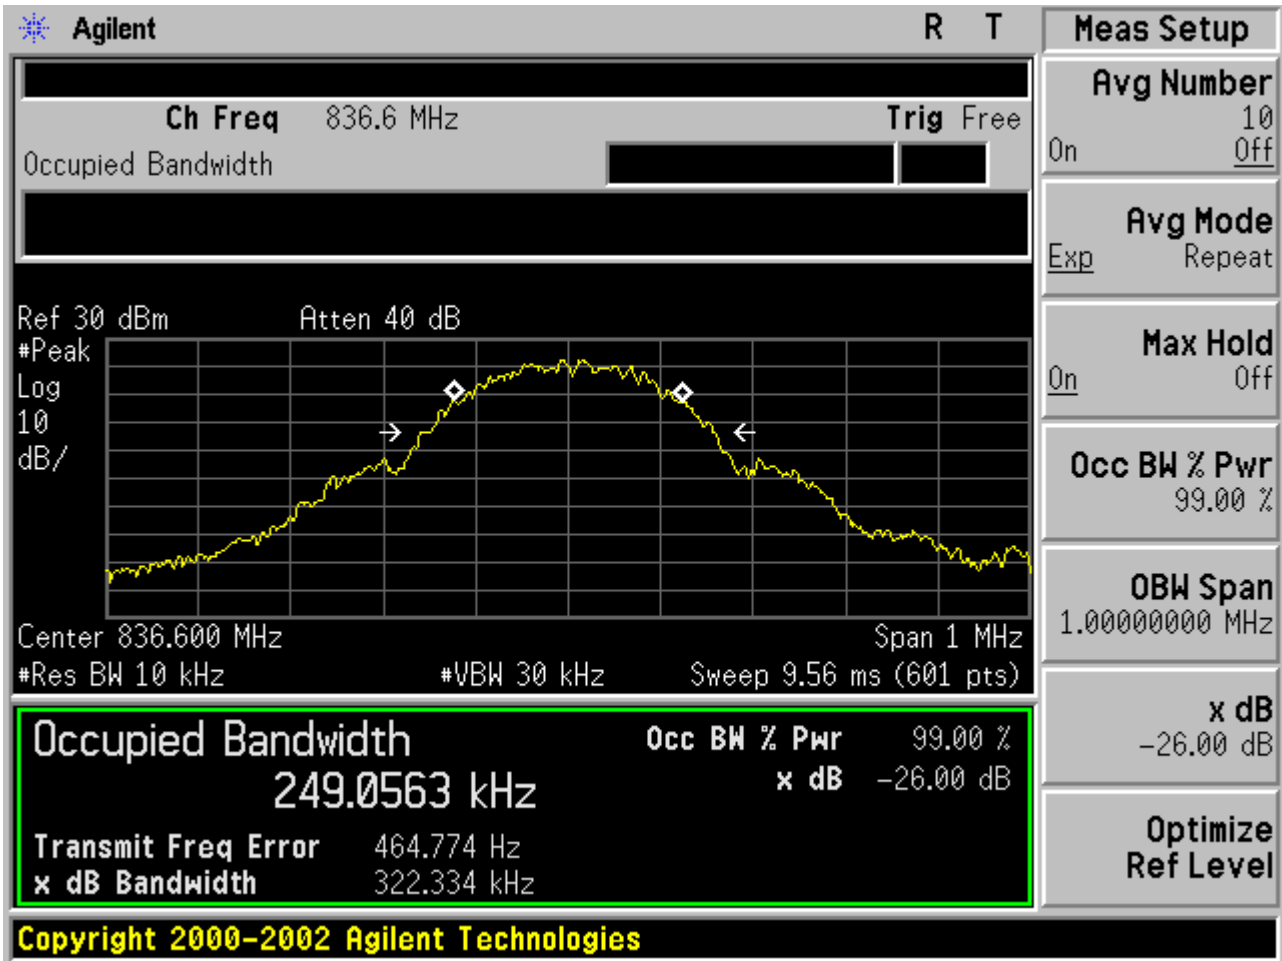 Agilent R T
Ch Freq 836.6 MHz Trig Free
Occupied Bandwidth
Ref 30 dBm Atten 40 dB
#Peak
Log
10
dB/
Center 836.600 MHz Span 1 MHz
#Res BW 10 kHz #VBW 30 kHz Sweep 9.56 ms (601 pts)
Occupied Bandwidth Occ BW % Pwr 99.00 %
249.0563 kHz x dB -26.00 dB
Transmit Freq Error 464.774 Hz
x dB Bandwidth 322.334 kHz
Copyright 2000-2002 Agilent Technologies
Meas Setup
Avg Number
10
On Off
Avg Mode
Exp Repeat
Max Hold
On Off
Occ BW % Pwr
99.00 %
OBW Span
1.00000000 MHz
x dB
-26.00 dB
Optimize
Ref Level